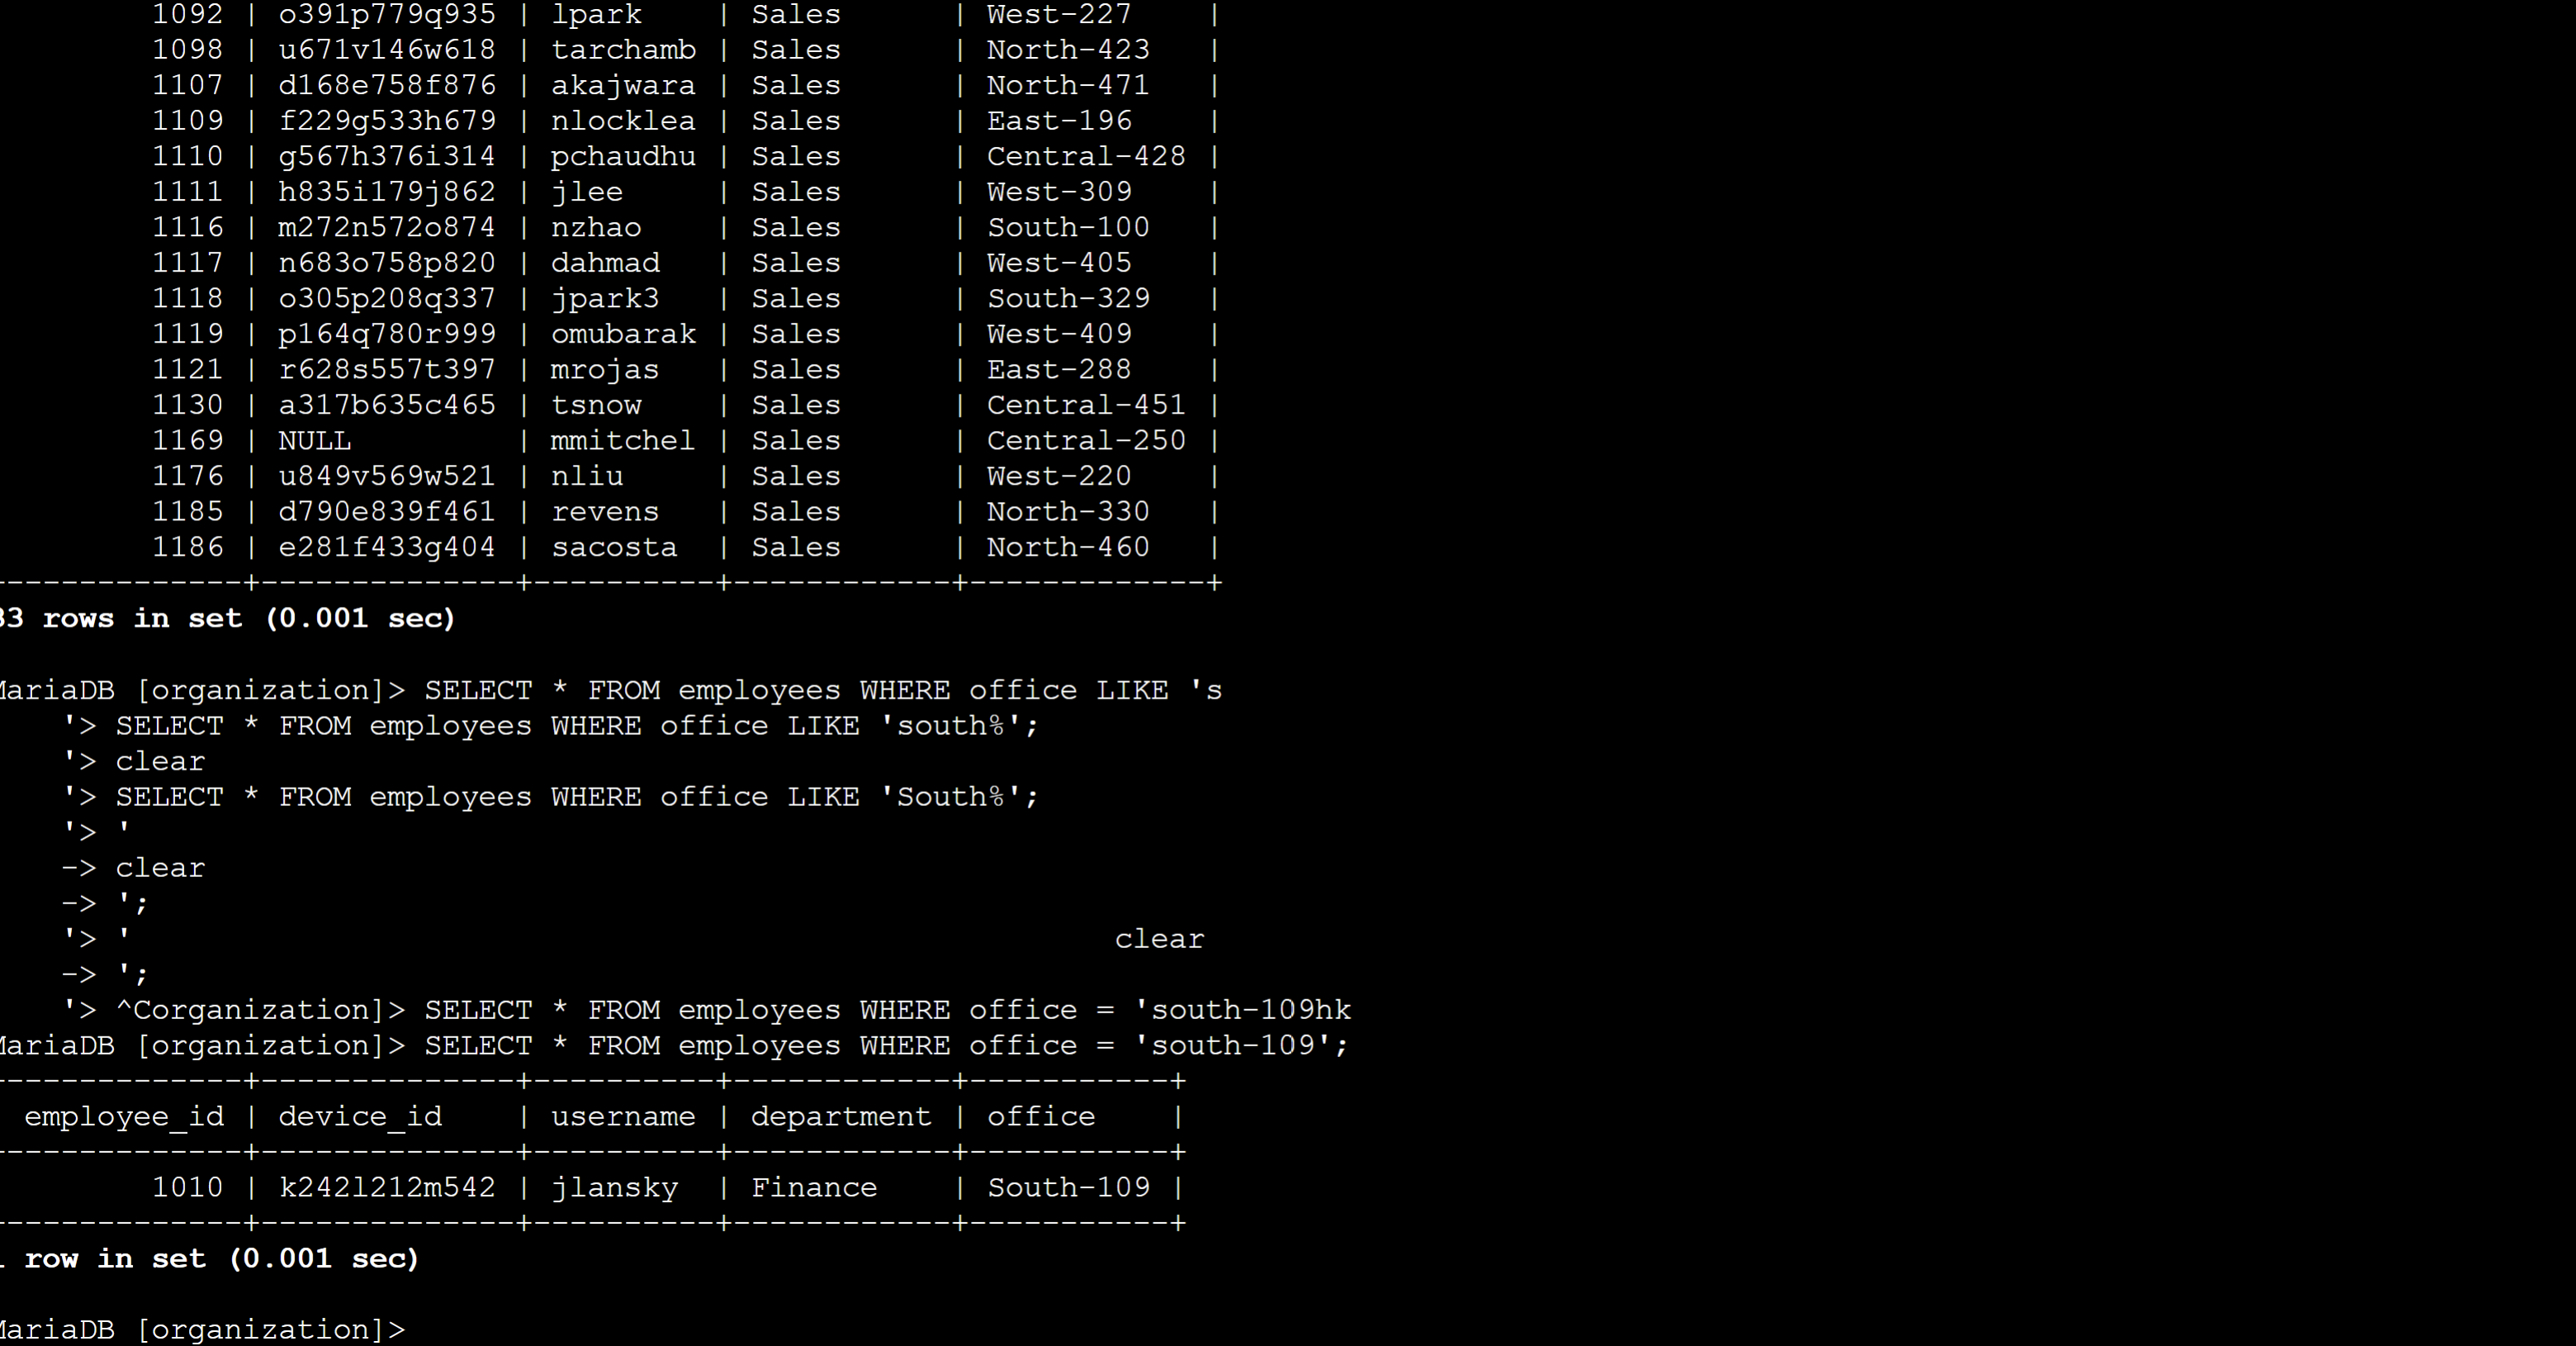 1092 | o391p779q935 | lpark    | Sales      | West-227    |
1098 | u671v146w618 | tarchamb | Sales      | North-423   |
1107 | d168e758f876 | akajwara | Sales      | North-471   |
1109 | f229g533h679 | nlocklea | Sales      | East-196    |
1110 | g567h376i314 | pchaudhu | Sales      | Central-428 |
1111 | h835i179j862 | jlee     | Sales      | West-309    |
1116 | m272n572o874 | nzhao    | Sales      | South-100   |
1117 | n683o758p820 | dahmad   | Sales      | West-405    |
1118 | o305p208q337 | jpark3   | Sales      | South-329   |
1119 | p164q780r999 | omubarak | Sales      | West-409    |
1121 | r628s557t397 | mrojas   | Sales      | East-288    |
1130 | a317b635c465 | tsnow    | Sales      | Central-451 |
1169 | NULL         | mmitchel | Sales      | Central-250 |
1176 | u849v569w521 | nliu     | Sales      | West-220    |
1185 | d790e839f461 | revens   | Sales      | North-330   |
1186 | e281f433g404 | sacosta  | Sales      | North-460   |
--------------+--------------+----------+------------+-------------+
33 rows in set (0.001 sec)
MariaDB [organization]> SELECT * FROM employees WHERE office LIKE 's
'> SELECT * FROM employees WHERE office LIKE 'south%';
'> clear
'> SELECT * FROM employees WHERE office LIKE 'South%';
'> '
-> clear
-> ';
'> ' clear
-> ';
'> ^Corganization]> SELECT * FROM employees WHERE office = 'south-109hk
MariaDB [organization]> SELECT * FROM employees WHERE office = 'south-109';
--------------+--------------+----------+------------+-----------+
employee_id | device_id    | username | department | office    |
--------------+--------------+----------+------------+-----------+
1010 | k242l212m542 | jlansky  | Finance    | South-109 |
--------------+--------------+----------+------------+-----------+
1 row in set (0.001 sec)
MariaDB [organization]>